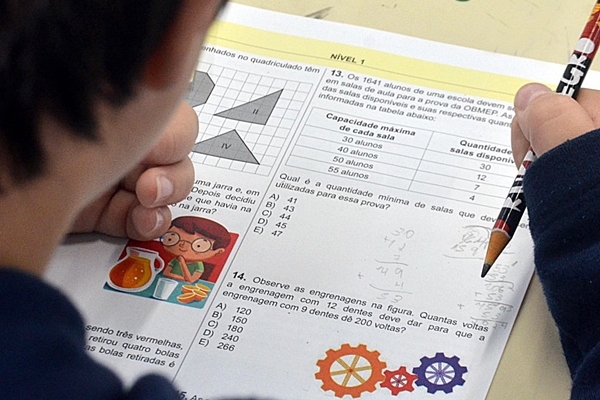 NÍVEL 1
enhados no quadriculado têm
II
IV
uma jarra e, em
Depois decidiu
que havia na
na jarra?
sendo três vermelhas,
retirou quatro bolas
as bolas retiradas é
13. Os 1641 alunos de uma escola devem
em salas de aula para a prova da OBMEP. As
das salas disponíveis e suas respectivas
informadas na tabela abaixo:
Capacidade máxima
de cada sala
Quantidade
salas
30 alunos
30
40 alunos
12
50 alunos
7
55 alunos
4
Qual é a quantidade mínima de salas que
utilizadas para essa prova?
A) 41
B) 43
C) 44
D) 45
E) 47
14. Observe as engrenagens na figura. Quantas voltas
a engrenagem com 12 dentes deve dar para que a
engrenagem com 9 dentes dê 200 voltas?
A) 120
B) 150
C) 180
D) 240
E) 266